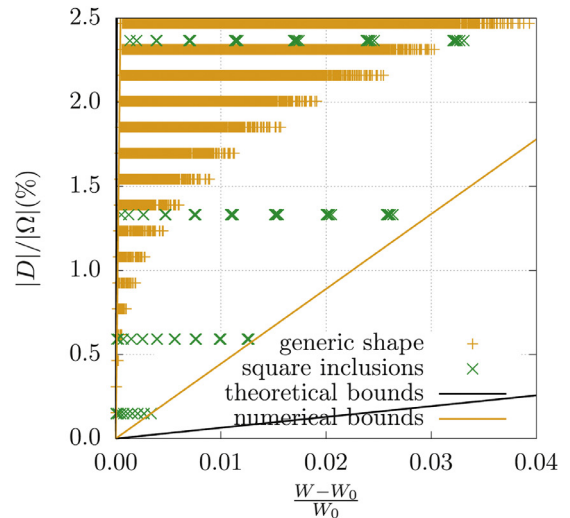 2.5
2.0
1.5
1.0
0.5
0.0
|D|/|Ω|(%)
generic shape
square inclusions
theoretical bounds
numerical bounds
0.00 0.01 0.02 0.03 0.04
W−W₀
W₀